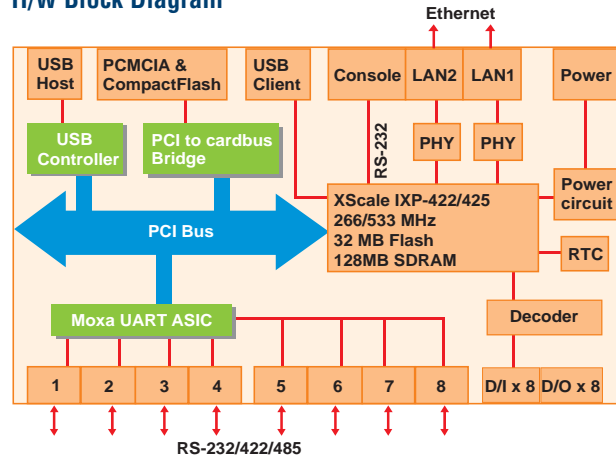 H/W Block Diagram
Ethernet
USB
Host
PCMCIA &
CompactFlash
USB
Client
Console
LAN2
LAN1
Power
USB
Controller
PCI to cardbus
Bridge
RS-232
PHY
PHY
Power
circuit
XScale IXP-422/425
266/533 MHz
32 MB Flash
128MB SDRAM
PCI Bus
RTC
Moxa UART ASIC
Decoder
1
2
3
4
5
6
7
8
D/I x 8
D/O x 8
RS-232/422/485